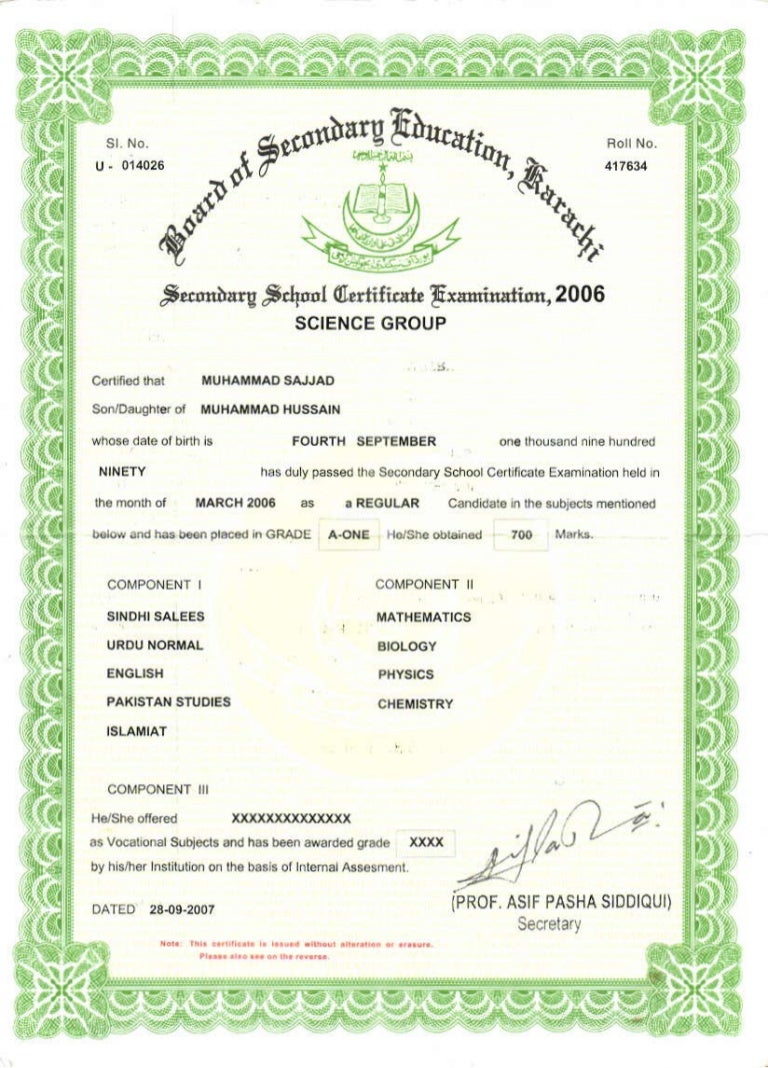 Sl. No.
U - 014026
Roll No.
417634
Board of Secondary Education, Karachi
Secondary School Certificate Examination, 2006
SCIENCE GROUP
Certified that MUHAMMAD SAJJAD
Son/Daughter of MUHAMMAD HUSSAIN
whose date of birth is FOURTH SEPTEMBER one thousand nine hundred
NINETY has duly passed the Secondary School Certificate Examination held in
the month of MARCH 2006 as a REGULAR Candidate in the subjects mentioned
below and has been placed in GRADE A-ONE He/She obtained 700 Marks.
COMPONENT I
SINDHI SALEES
URDU NORMAL
ENGLISH
PAKISTAN STUDIES
ISLAMIAT
COMPONENT II
MATHEMATICS
BIOLOGY
PHYSICS
CHEMISTRY
COMPONENT III
He/She offered XXXXXXXXXXXXXX
as Vocational Subjects and has been awarded grade XXXX
by his/her Institution on the basis of Internal Assesment.
DATED 28-09-2007
(PROF. ASIF PASHA SIDDIQUI)
Secretary
Note: This certificate is issued without alteration or erasure.
Please also see on the reverse.